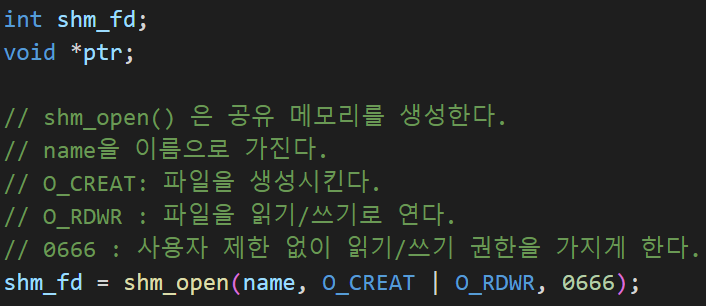 int shm_fd;
void *ptr;
// shm_open() 은 공유 메모리를 생성한다.
// name을 이름으로 가진다.
// O_CREAT: 파일을 생성시킨다.
// O_RDWR : 파일을 읽기/쓰기로 연다.
// 0666 : 사용자 제한 없이 읽기/쓰기 권한을 가지게 한다.
shm_fd = shm_open(name, O_CREAT | O_RDWR, 0666);